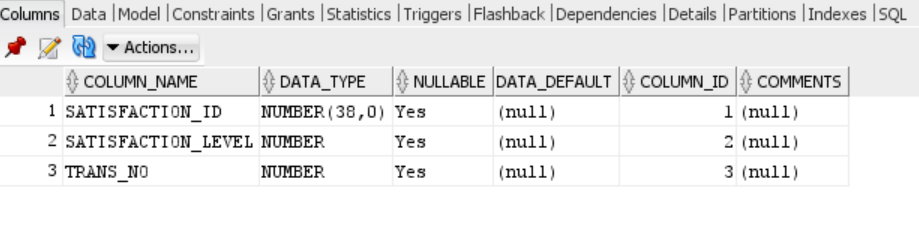 Columns Data |Model |Constraints |Grants |Statistics |Triggers |Flashback |Dependencies |Details |Partitions |Indexes |SQL
Actions...
COLUMN_NAME DATA_TYPE NULLABLE DATA_DEFAULT COLUMN_ID COMMENTS
1 SATISFACTION_ID NUMBER(38,0) Yes (null) 1 (null)
2 SATISFACTION_LEVEL NUMBER Yes (null) 2 (null)
3 TRANS_NO NUMBER Yes (null) 3 (null)